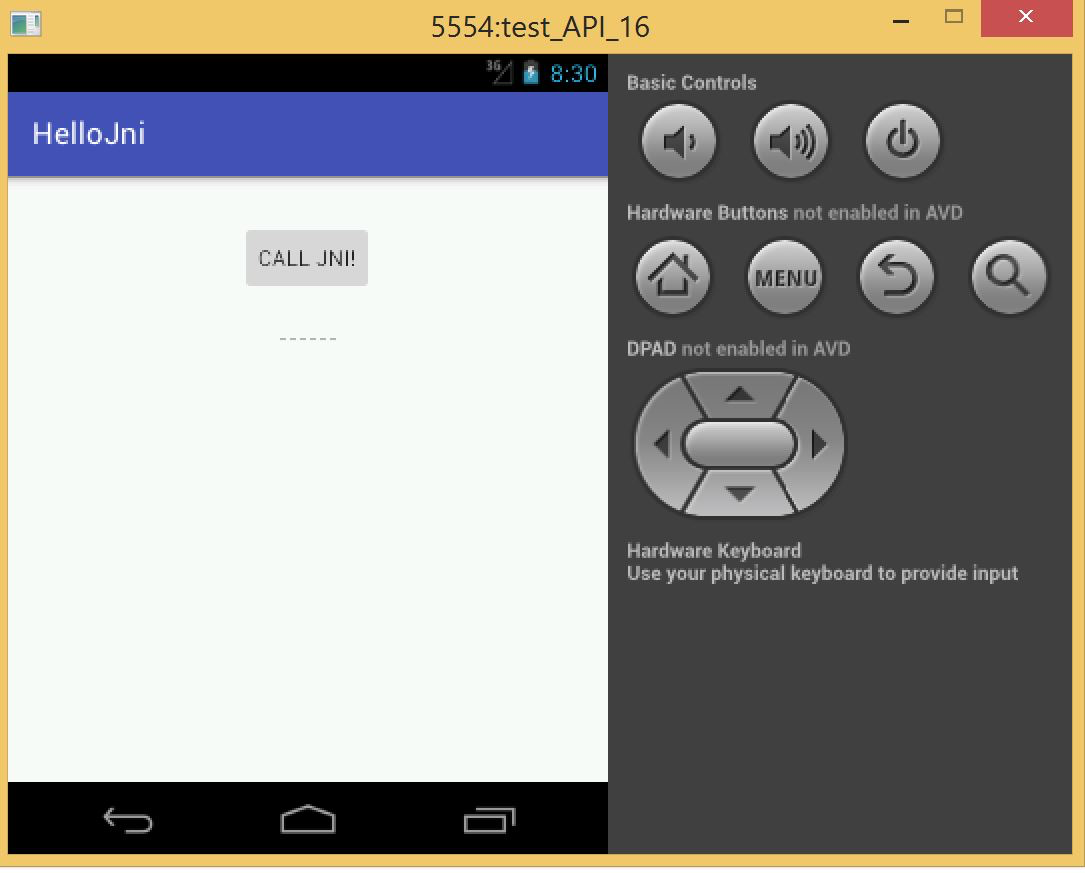 5554:test_API_16
3G 8:30
HelloJni
CALL JNI!
------
Basic Controls
Hardware Buttons not enabled in AVD
MENU
DPAD not enabled in AVD
Hardware Keyboard
Use your physical keyboard to provide input